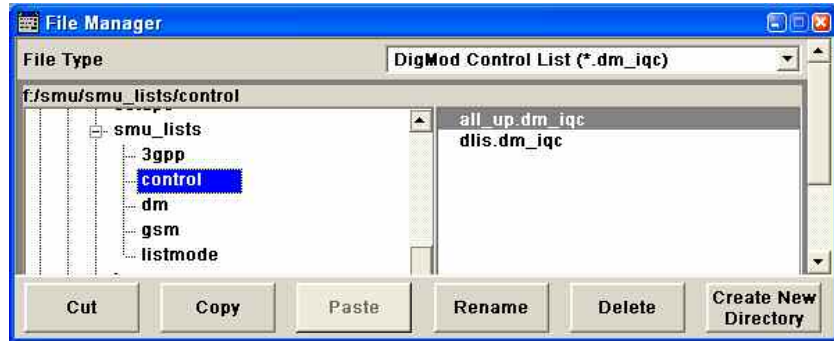 File Manager
File Type
DigMod Control List (*.dm_iqc)
f:/smu/smu_lists/control
smu_lists
3gpp
control
dm
gsm
listmode
all_up.dm_iqc
dlis.dm_iqc
Cut
Copy
Paste
Rename
Delete
Create New
Directory